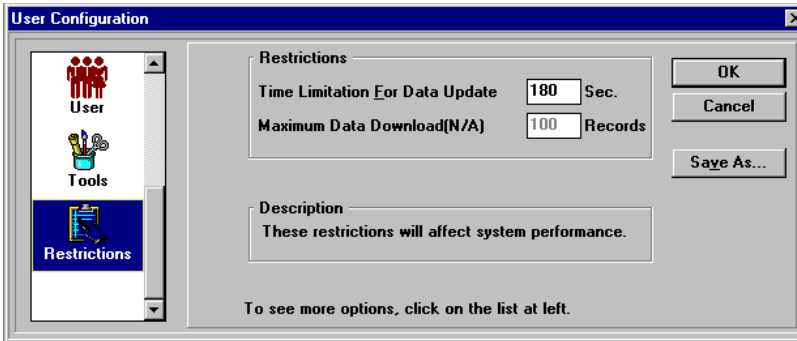 User Configuration
User
Tools
Restrictions
Restrictions
Time Limitation For Data Update 180 Sec.
Maximum Data Download(N/A) 100 Records
Description
These restrictions will affect system performance.
To see more options, click on the list at left.
OK
Cancel
Save As...